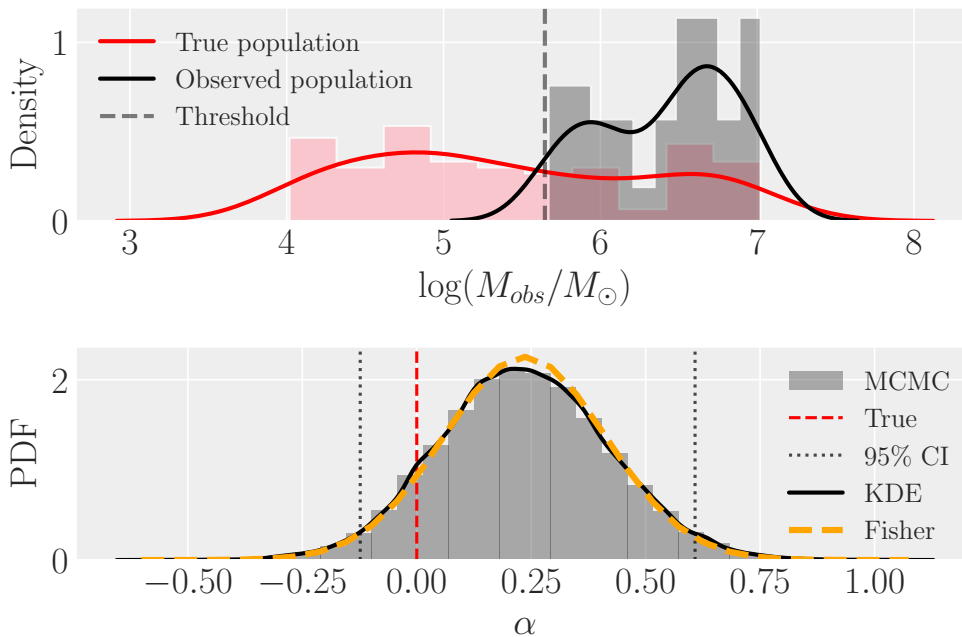 True population
Observed population
Threshold
Density
1
0
3 4 5 6 7 8
log(M_obs/M_⊙)
MCMC
True
95% CI
KDE
Fisher
PDF
2
0
−0.50 −0.25 0.00 0.25 0.50 0.75 1.00
α